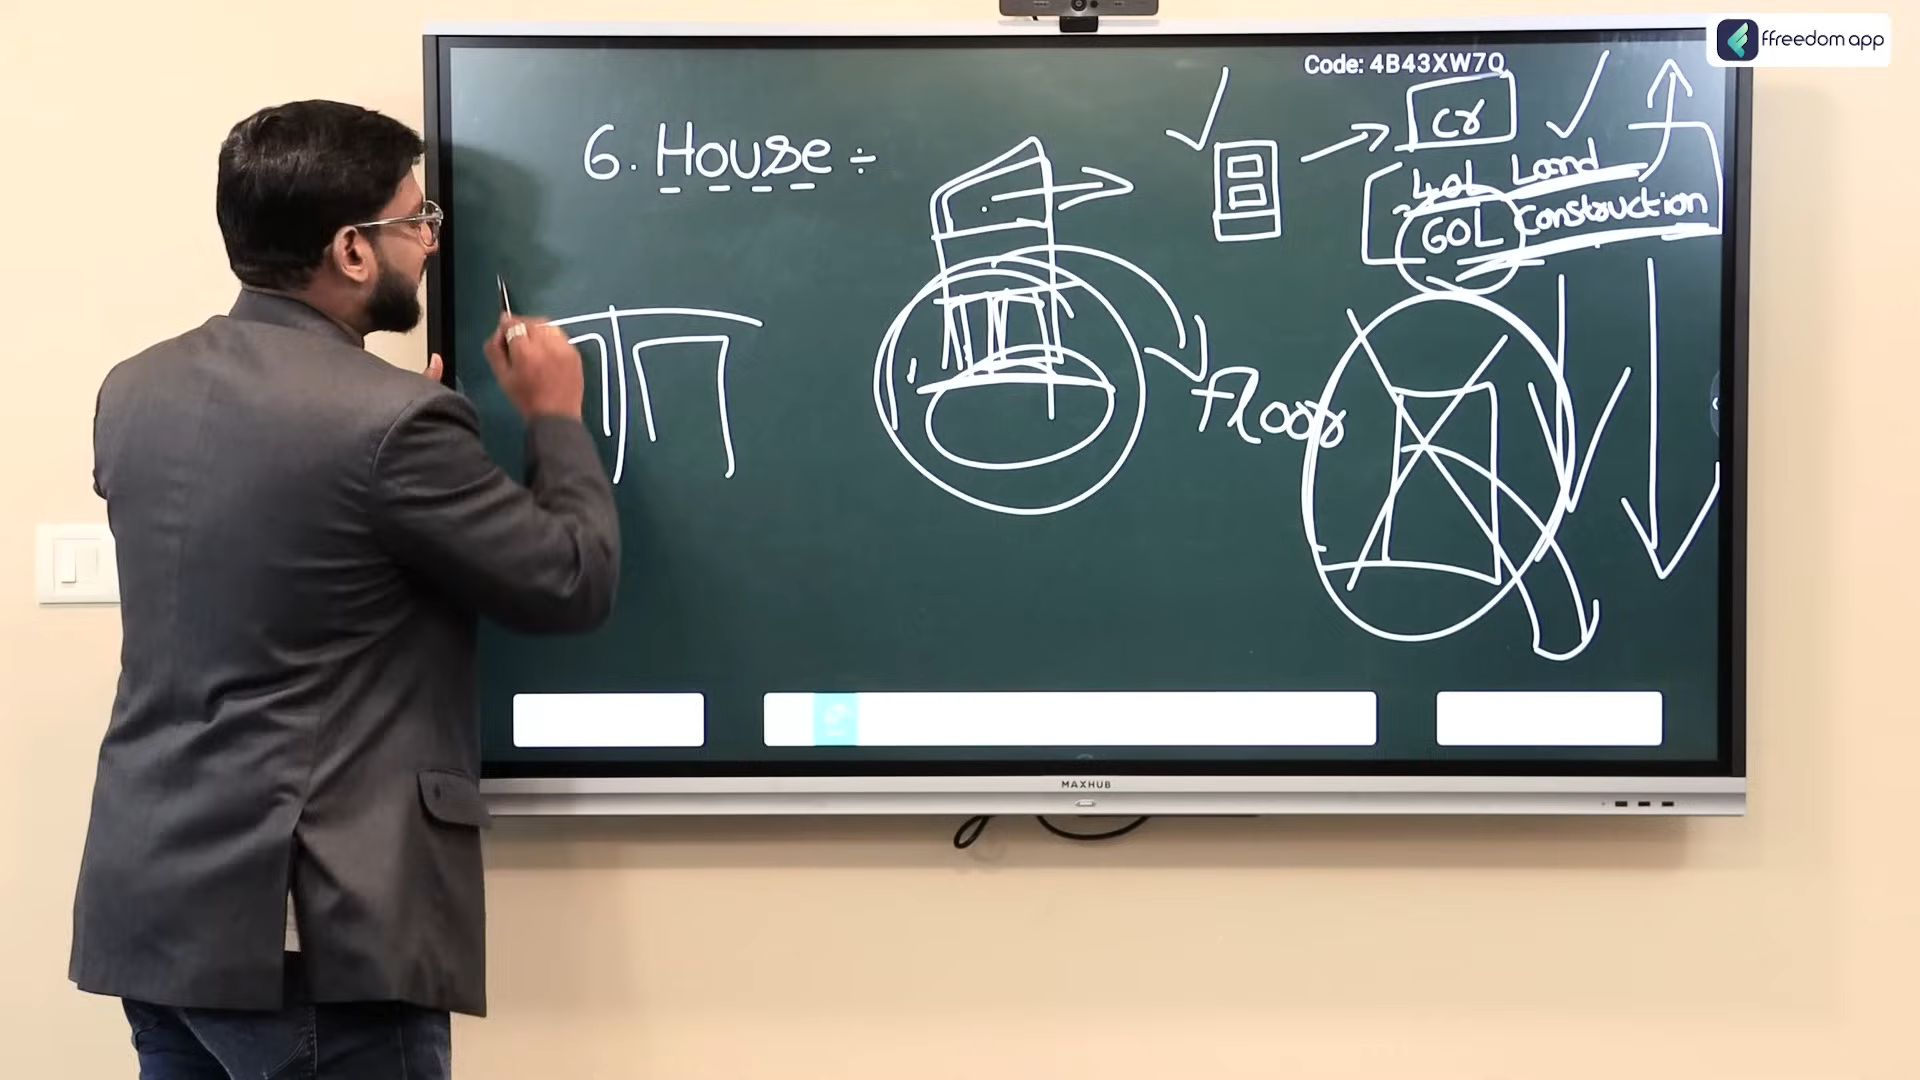 ffreedom app
Code: 4B43XW7Q
6. House ÷
Cr
40L Land
60L Construction
Floor
MAXHUB